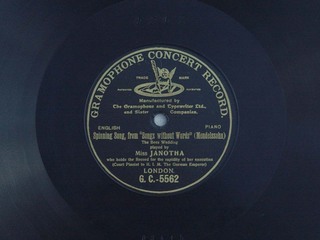 GRAMOPHONE CONCERT RECORD.
TRADE MARK
Manufactured by
The Gramophone and Typewriter Ltd.,
and Sister Companies.
ENGLISH PIANO
Spinning Song, from "Songs without Words" (Mendelssohn)
The Bees Wedding
played by
Miss JANOTHA
who made the Record for the rapidity of her execution
(Court Pianist to H. I. M. The German Empress)
LONDON.
G. C.-5562